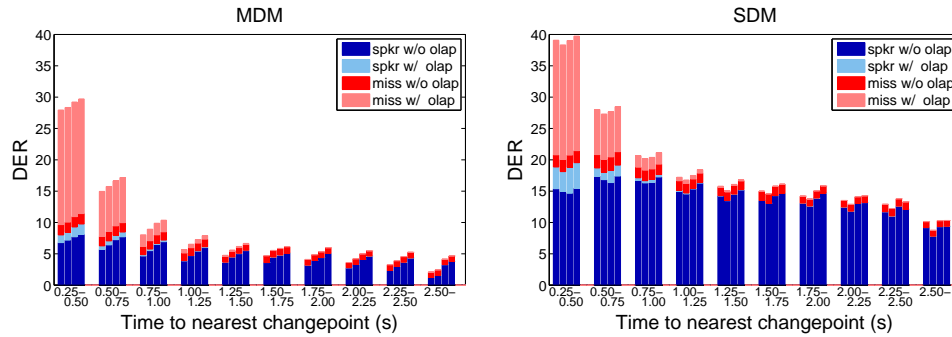 MDM
40
35
30
25
20
15
10
5
0
DER
spkr w/o olap
spkr w/ olap
miss w/o olap
miss w/ olap
0.25– 0.50– 0.75– 1.00– 1.25– 1.50– 1.75– 2.00– 2.25– 2.50–
0.50 0.75 1.00 1.25 1.50 1.75 2.00 2.25 2.50
Time to nearest changepoint (s)
SDM
40
35
30
25
20
15
10
5
0
DER
spkr w/o olap
spkr w/ olap
miss w/o olap
miss w/ olap
0.25– 0.50– 0.75– 1.00– 1.25– 1.50– 1.75– 2.00– 2.25– 2.50–
0.50 0.75 1.00 1.25 1.50 1.75 2.00 2.25 2.50
Time to nearest changepoint (s)